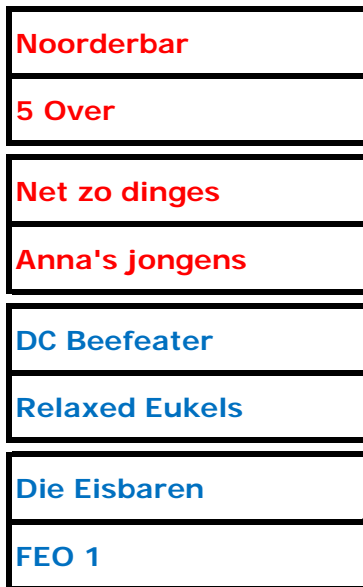 Noorderbar
5 Over
Net zo dinges
Anna's jongens
DC Beefeater
Relaxed Eukels
Die Eisbaren
FEO 1